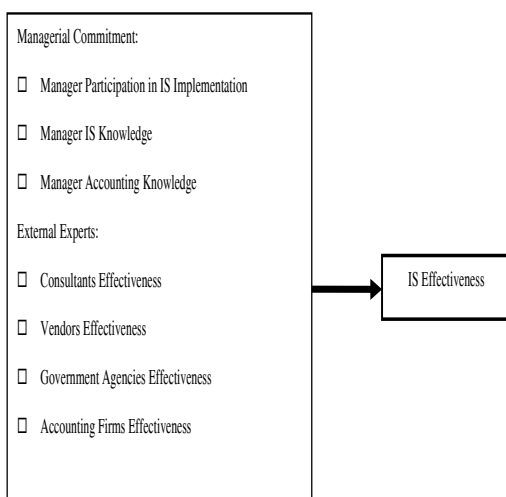 Managerial Commitment:
Manager Participation in IS Implementation
Manager IS Knowledge
Manager Accounting Knowledge
External Experts:
Consultants Effectiveness
Vendors Effectiveness
Government Agencies Effectiveness
Accounting Firms Effectiveness
IS Effectiveness